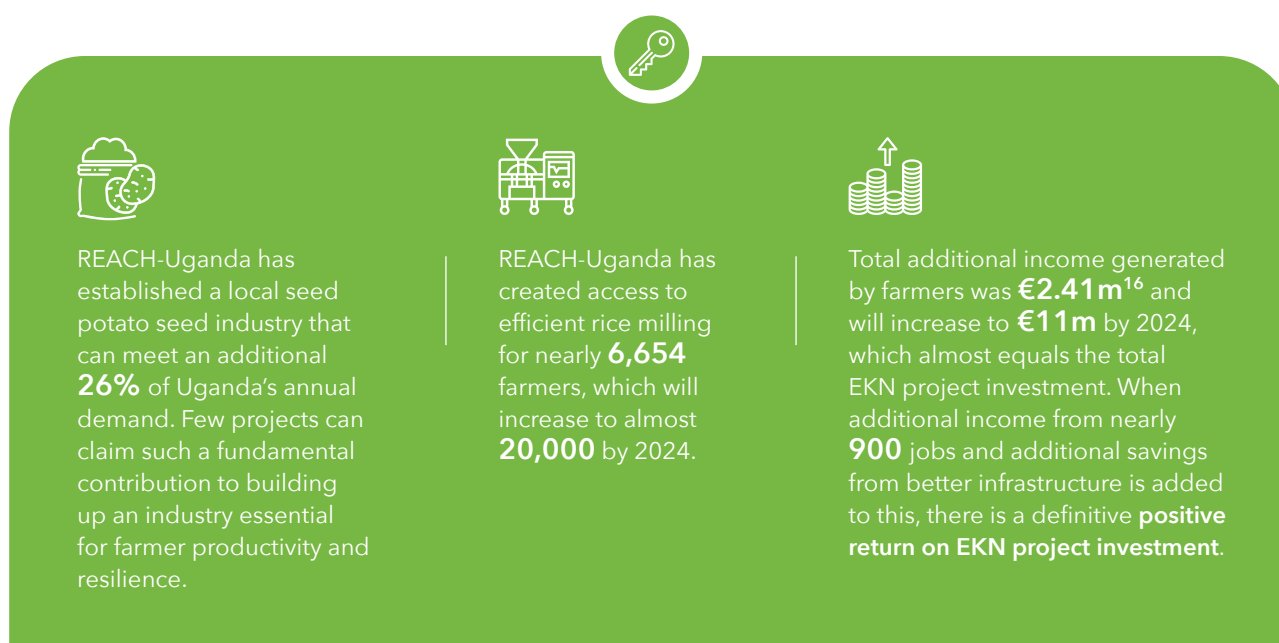 REACH-Uganda has
established a local seed
potato seed industry that
can meet an additional
26% of Uganda's annual
demand. Few projects can
claim such a fundamental
contribution to building
up an industry essential
for farmer productivity and
resilience.
REACH-Uganda has
created access to
efficient rice milling
for nearly 6,654
farmers, which will
increase to almost
20,000 by 2024.
Total additional income generated
by farmers was €2.41m16 and
will increase to €11m by 2024,
which almost equals the total
EKN project investment. When
additional income from nearly
900 jobs and additional savings
from better infrastructure is added
to this, there is a definitive positive
return on EKN project investment.